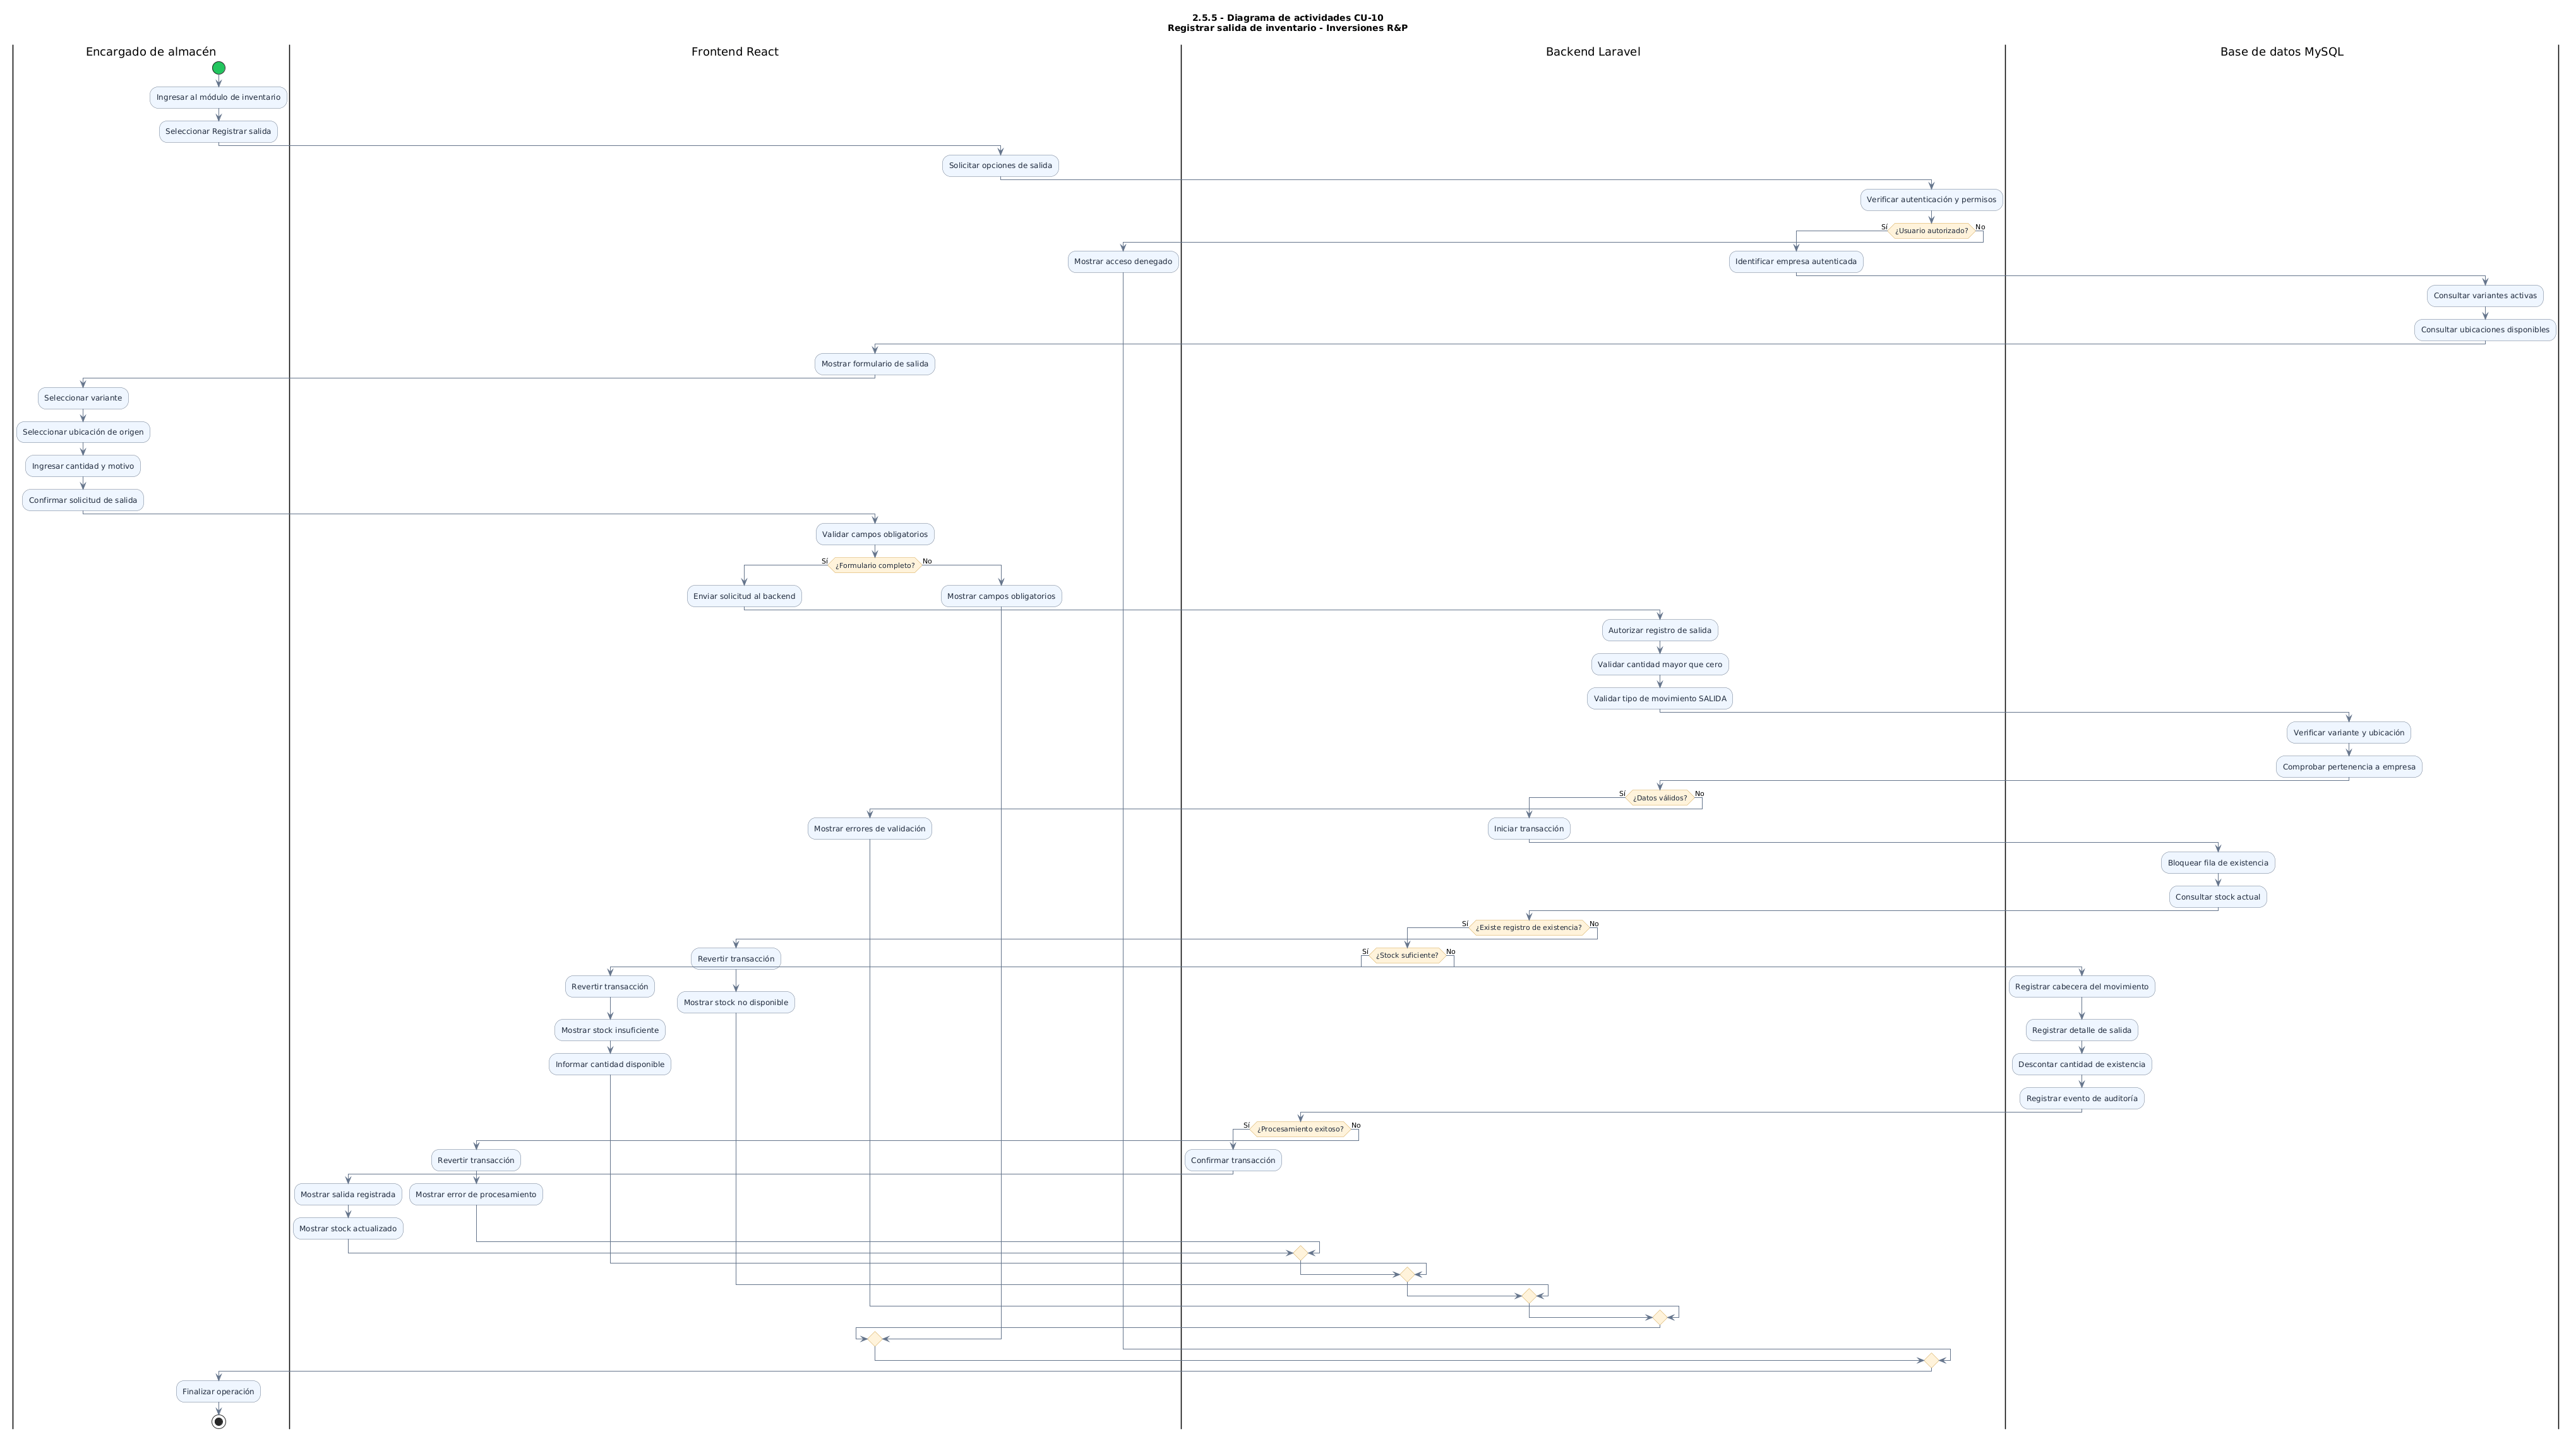 2.5.5 - Diagrama de actividades CU-10
Registrar salida de inventario - Inversiones R&P
Encargado de almacén
Frontend React
Backend Laravel
Base de datos MySQL
Ingresar al módulo de inventario
Seleccionar Registrar salida
Solicitar opciones de salida
Verificar autenticación y permisos
Sí
¿Usuario autorizado?
No
Mostrar acceso denegado
Identificar empresa autenticada
Consultar variantes activas
Consultar ubicaciones disponibles
Mostrar formulario de salida
Seleccionar variante
Seleccionar ubicación de origen
Ingresar cantidad y motivo
Confirmar solicitud de salida
Validar campos obligatorios
Sí
¿Formulario completo?
No
Enviar solicitud al backend
Mostrar campos obligatorios
Autorizar registro de salida
Validar cantidad mayor que cero
Validar tipo de movimiento SALIDA
Verificar variante y ubicación
Comprobar pertenencia a empresa
Sí
¿Datos válidos?
No
Mostrar errores de validación
Iniciar transacción
Bloquear fila de existencia
Consultar stock actual
Sí
¿Existe registro de existencia?
No
Revertir transacción
Sí
¿Stock suficiente?
No
Revertir transacción
Registrar cabecera del movimiento
Mostrar stock no disponible
Mostrar stock insuficiente
Registrar detalle de salida
Informar cantidad disponible
Descontar cantidad de existencia
Registrar evento de auditoría
Sí
¿Procesamiento exitoso?
No
Revertir transacción
Confirmar transacción
Mostrar salida registrada
Mostrar error de procesamiento
Mostrar stock actualizado
Finalizar operación